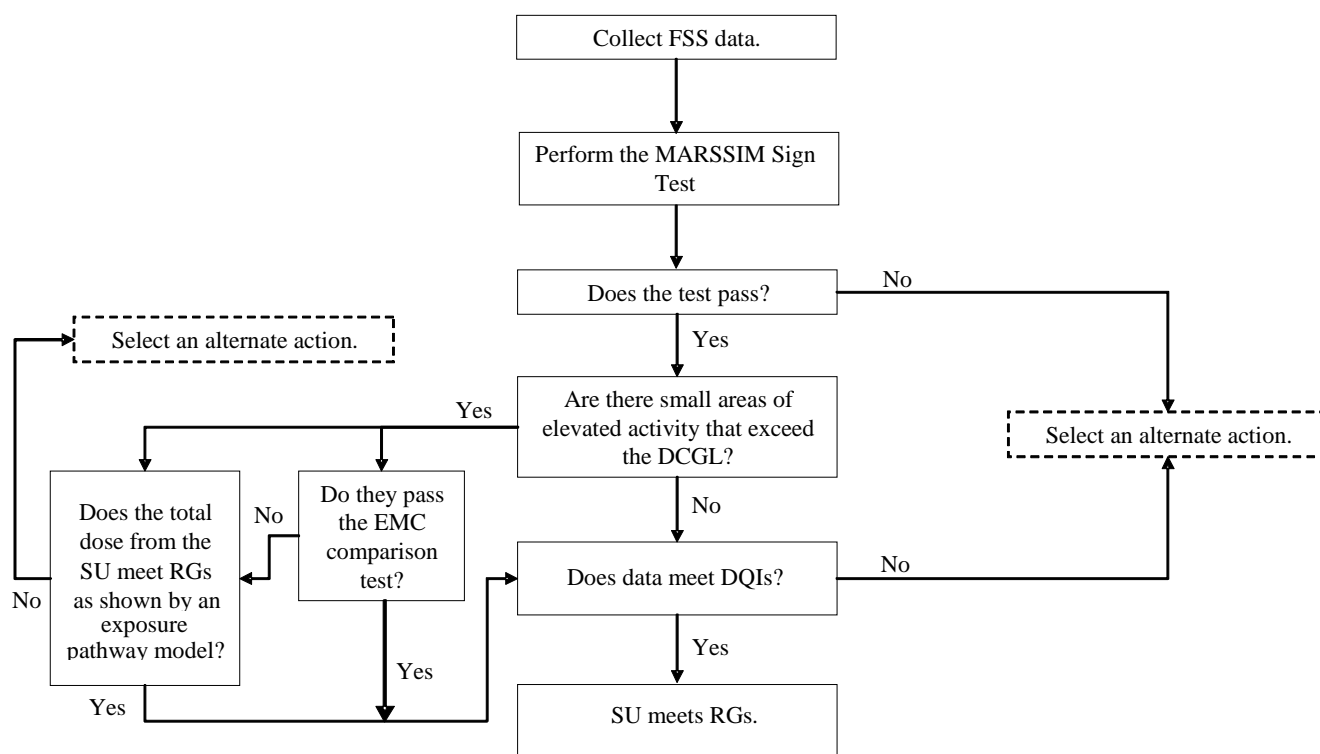 Collect FSS data.
Perform the MARSSIM Sign
Test
Does the test pass?
No
Yes
Select an alternate action.
Are there small areas of
elevated activity that exceed
the DCGL?
Yes
No
Select an alternate action.
Do they pass
the EMC
comparison
test?
No
Yes
Does the total
dose from the
SU meet RGs
as shown by an
exposure
pathway model?
No
Yes
Does data meet DQIs?
No
Yes
SU meets RGs.